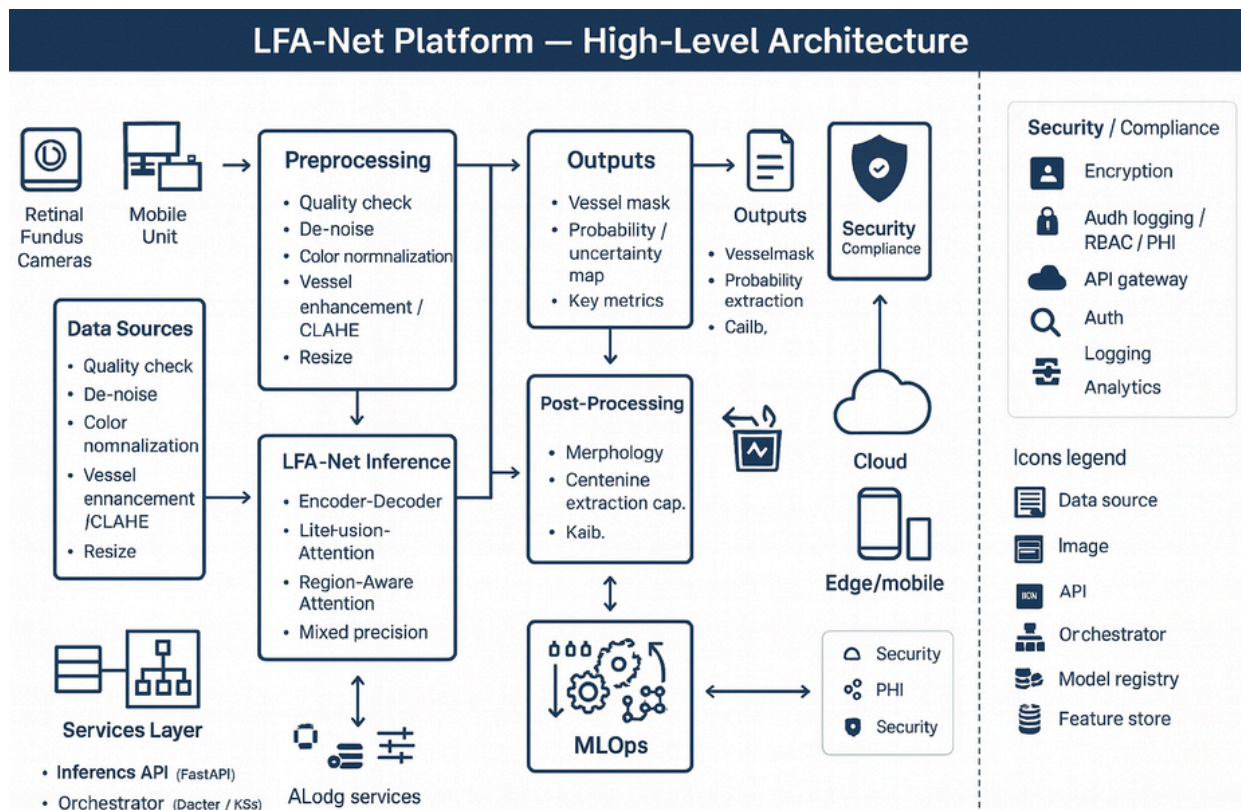 LFA-Net Platform — High-Level Architecture
Retinal
Fundus
Cameras
Mobile
Unit
Preprocessing
• Quality check
• De-noise
• Color normnalization
• Vessel
enhancement /
CLAHE
• Resize
Outputs
• Vessel mask
• Probability /
uncertainty
map
• Key metrics
Outputs
• Vesselmask
• Probability
extraction
• Cailb,
Security
Compliance
Data Sources
• Quality check
• De-noise
• Color
nomnalization
• Vessel
ennancement
/CLAHE
• Resize
LFA-Net Inference
• Encoder-Decoder
• LiteFusion-
Attention
• Region-Aware
Attention
• Mixed precision
Post-Processing
• Merphology
• Centenine
extraction cap.
• Kaib.
Cloud
Edge/mobile
Services Layer
• Inferencs API (FastAPI)
• Orchestrator (Dacter / KSs)
ALodg services
MLOps
Security
PHI
Security
Security / Compliance
Encryption
Audh logging /
RBAC / PHI
API gateway
Auth
Logging
Analytics
Icons legend
Data source
Image
API
Orchestrator
Model registry
Feature store